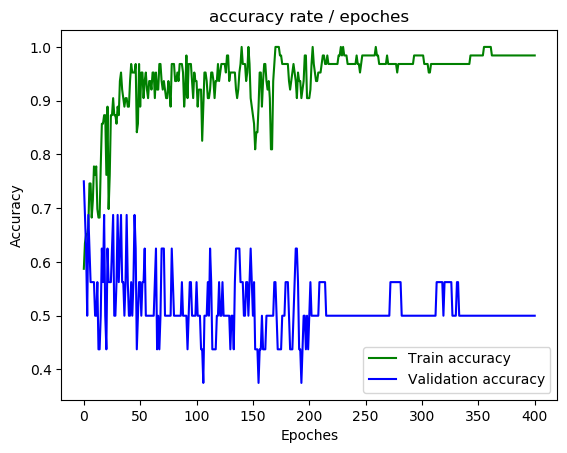 accuracy rate / epoches
Accuracy
1.0
0.9
0.8
0.7
0.6
0.5
0.4
Train accuracy
Validation accuracy
0 50 100 150 200 250 300 350 400
Epoches